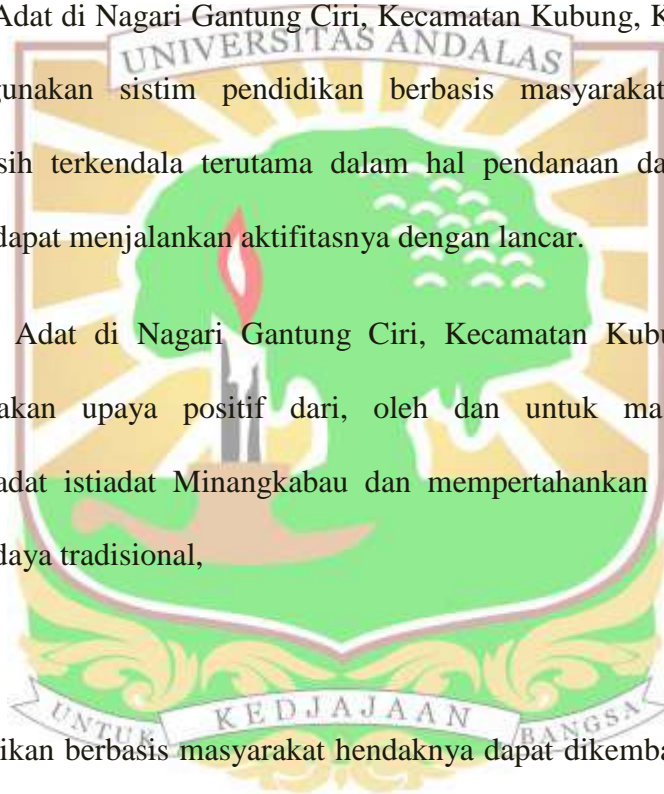 Adat di Nagari Gantung Ciri, Kecamatan Kubung, K
UNIVERSITAS ANDALAS
gunakan sistim pendidikan berbasis masyarakat
sih terkendala terutama dalam hal pendanaan da
dapat menjalankan aktifitasnya dengan lancar.
Adat di Nagari Gantung Ciri, Kecamatan Kubu
akan upaya positif dari, oleh dan untuk ma
adat istiadat Minangkabau dan mempertahankan
daya tradisional,
UNTUK KEDJAJAAN BANGSA
ikan berbasis masyarakat hendaknya dapat dikemba